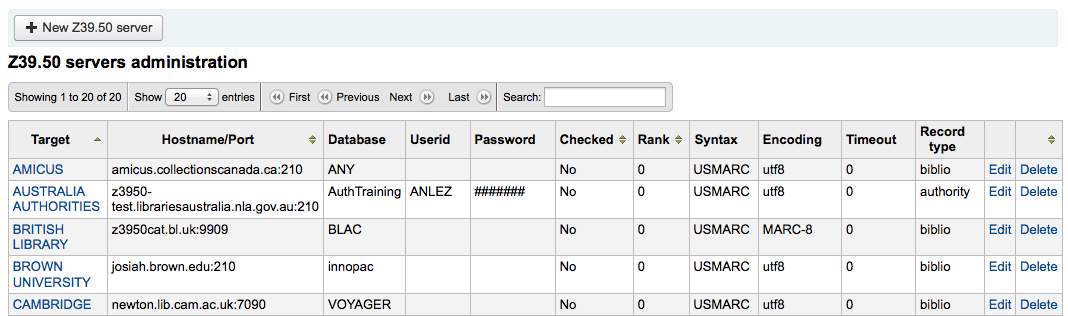 New Z39.50 server
Z39.50 servers administration
Showing 1 to 20 of 20 Show 20 entries First Previous Next Last Search:
Target Hostname/Port Database Userid Password Checked Rank Syntax Encoding Timeout Record type
AMICUS amicus.collectionscanada.ca:210 ANY No 0 USMARC utf8 0 biblio Edit Delete
AUSTRALIA z3950- AuthTraining ANLEZ ####### No 0 USMARC utf8 0 authority Edit Delete
AUTHORITIES test.librariesaustralia.nla.gov.au:210
BRITISH z3950cat.bl.uk:9909 BLAC No 0 USMARC MARC-8 0 biblio Edit Delete
LIBRARY
BROWN josiah.brown.edu:210 innopac No 0 USMARC utf8 0 biblio Edit Delete
UNIVERSITY
CAMBRIDGE newton.lib.cam.ac.uk:7090 VOYAGER No 0 USMARC utf8 0 biblio Edit Delete